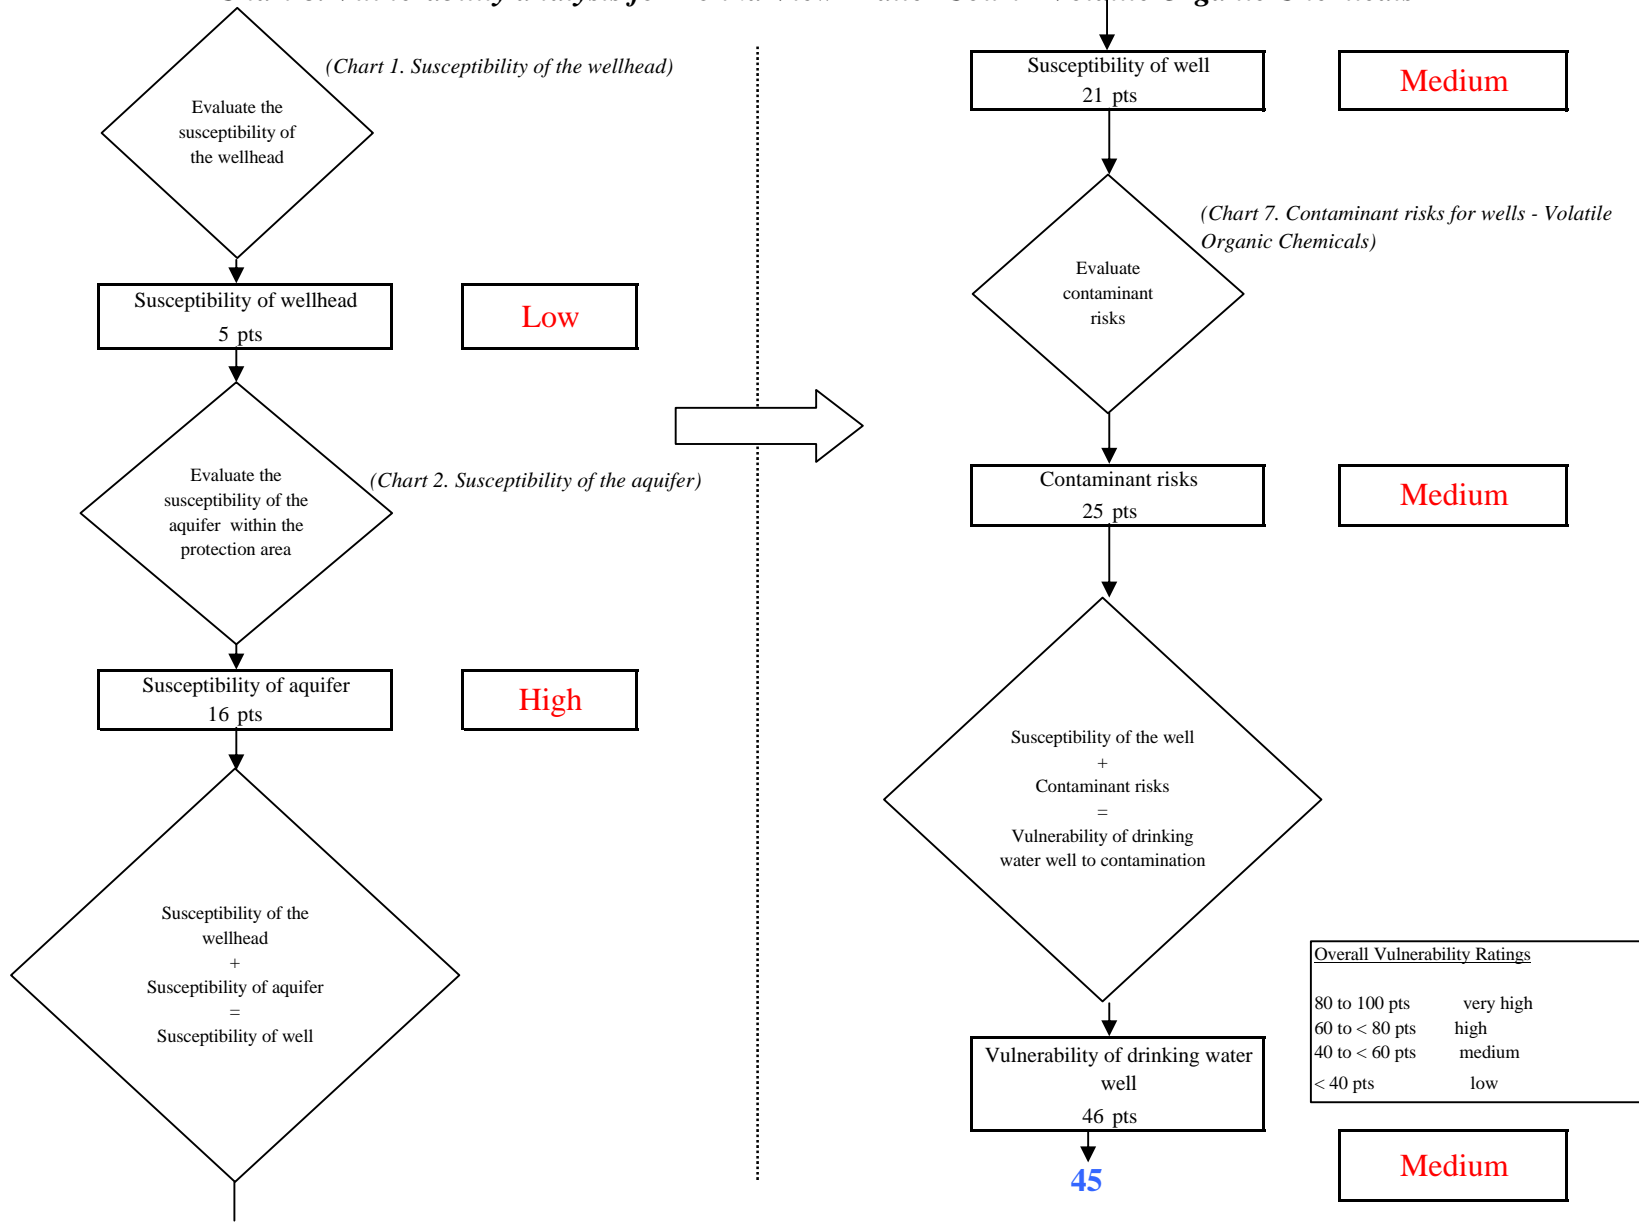 (Chart 1. Susceptibility of the wellhead)
Evaluate the
susceptibility of
the wellhead
Susceptibility of wellhead
5 pts
Low
Evaluate the
susceptibility of the
aquifer within the
protection area
(Chart 2. Susceptibility of the aquifer)
Susceptibility of aquifer
16 pts
High
Susceptibility of the
wellhead
+
Susceptibility of aquifer
=
Susceptibility of well
Susceptibility of well
21 pts
Medium
(Chart 7. Contaminant risks for wells - Volatile
Organic Chemicals)
Evaluate
contaminant
risks
Contaminant risks
25 pts
Medium
Susceptibility of the well
+
Contaminant risks
=
Vulnerability of drinking
water well to contamination
Overall Vulnerability Ratings
80 to 100 pts very high
60 to < 80 pts high
40 to < 60 pts medium
< 40 pts low
Vulnerability of drinking water
well
46 pts
45
Medium